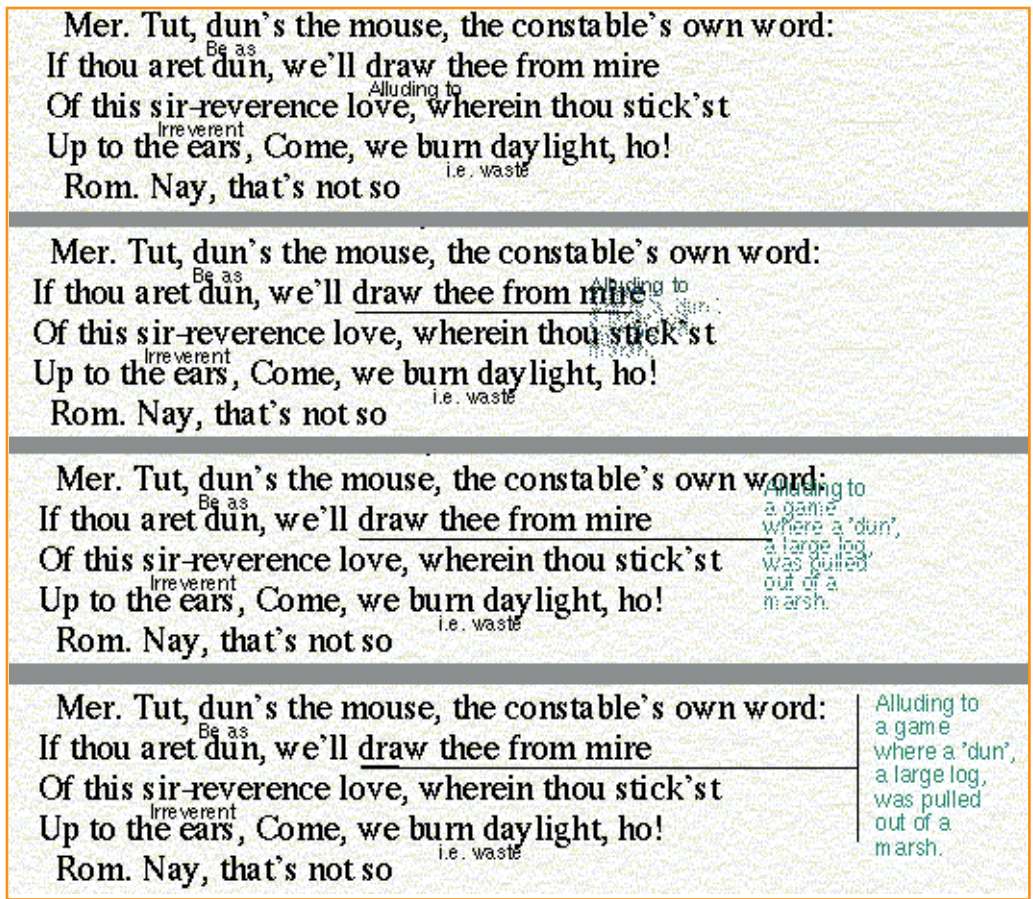 Mer. Tut, dun's the mouse, the constable's own word:
Be as
If thou aret dun, we'll draw thee from mire
Alluding to
Of this sir-reverence love, wherein thou stick'st
Irreverent
Up to the ears, Come, we burn daylight, ho!
i.e. waste
Rom. Nay, that's not so
Mer. Tut, dun's the mouse, the constable's own word:
Be as
If thou aret dun, we'll draw thee from mire
Alluding to
Of this sir-reverence love, wherein thou stick'st
Irreverent
Up to the ears, Come, we burn daylight, ho!
i.e. waste
Rom. Nay, that's not so
Mer. Tut, dun's the mouse, the constable's own word:
Be as
If thou aret dun, we'll draw thee from mire
Of this sir-reverence love, wherein thou stick'st
Irreverent
Up to the ears, Come, we burn daylight, ho!
i.e. waste
Rom. Nay, that's not so
Alluding to
a game
where a 'dun',
a large log,
was pulled
out of a
marsh.
Mer. Tut, dun's the mouse, the constable's own word:
Be as
If thou aret dun, we'll draw thee from mire
Of this sir-reverence love, wherein thou stick'st
Irreverent
Up to the ears, Come, we burn daylight, ho!
i.e. waste
Rom. Nay, that's not so
Alluding to
a game
where a 'dun',
a large log,
was pulled
out of a
marsh.